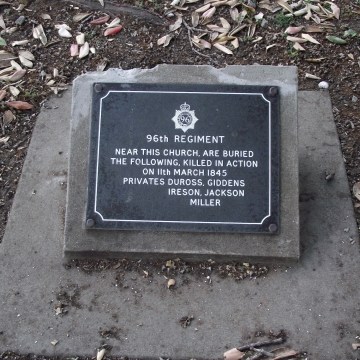 96
96th REGIMENT
NEAR THIS CHURCH, ARE BURIED
THE FOLLOWING, KILLED IN ACTION
ON 11th MARCH 1845
PRIVATES DUROSS, GIDDENS
IRESON, JACKSON
MILLER